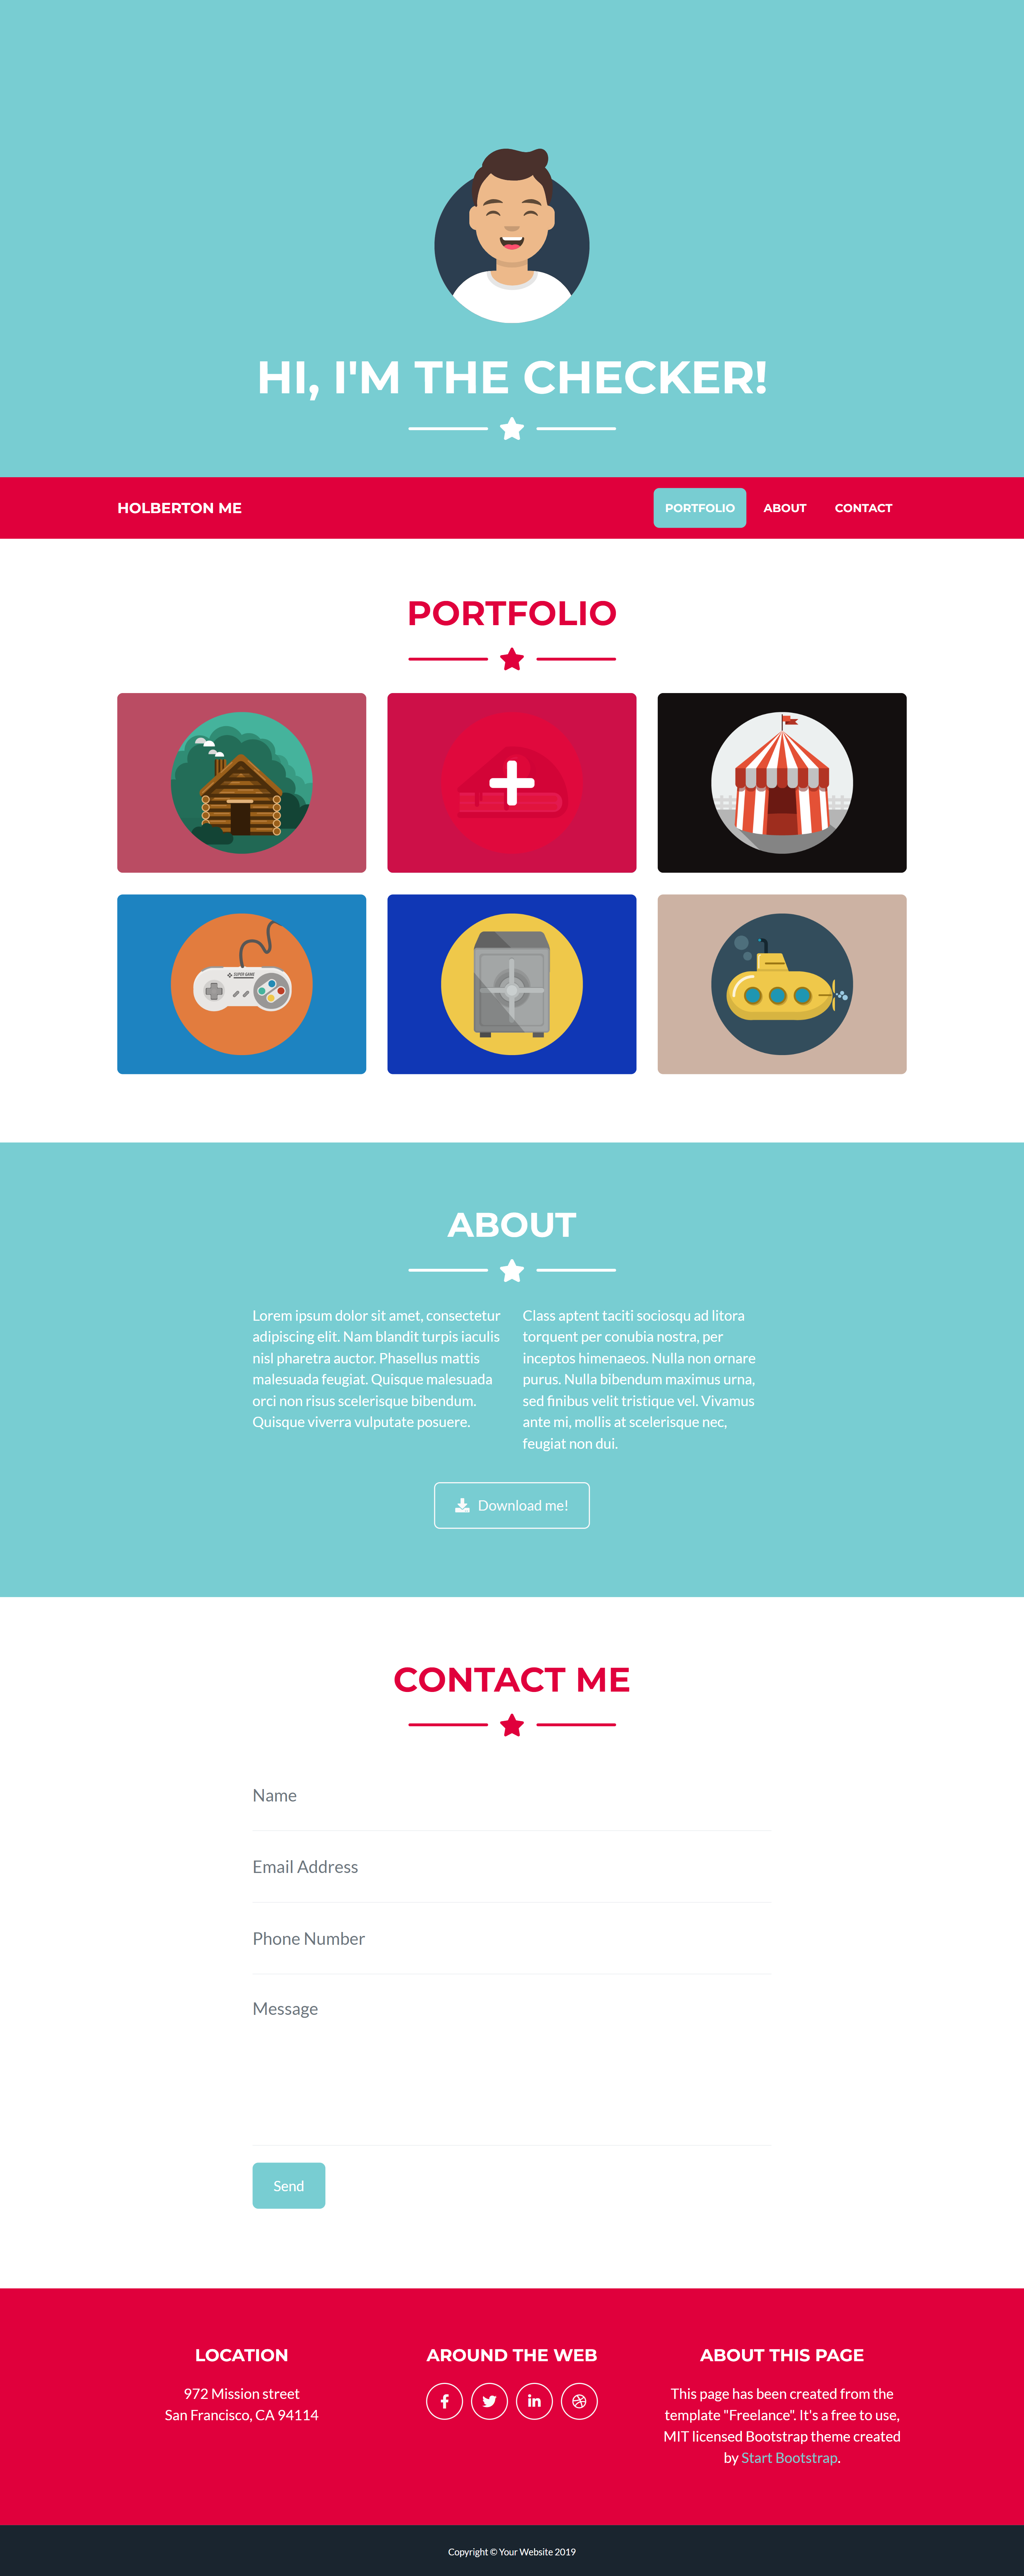 HI, I'M THE CHECKER!
HOLBERTON ME
PORTFOLIO
ABOUT
CONTACT
PORTFOLIO
SUPER GAME
ABOUT
Lorem ipsum dolor sit amet, consectetur
adipiscing elit. Nam blandit turpis iaculis
nisl pharetra auctor. Phasellus mattis
malesuada feugiat. Quisque malesuada
orci non risus scelerisque bibendum.
Quisque viverra vulputate posuere.
Class aptent taciti sociosqu ad litora
torquent per conubia nostra, per
inceptos himenaeos. Nulla non ornare
purus. Nulla bibendum maximus urna,
sed finibus velit tristique vel. Vivamus
ante mi, mollis at scelerisque nec,
feugiat non dui.
Download me!
CONTACT ME
Name
Email Address
Phone Number
Message
Send
LOCATION
972 Mission street
San Francisco, CA 94114
AROUND THE WEB
ABOUT THIS PAGE
This page has been created from the
template "Freelance". It's a free to use,
MIT licensed Bootstrap theme created
by Start Bootstrap.
Copyright © Your Website 2019